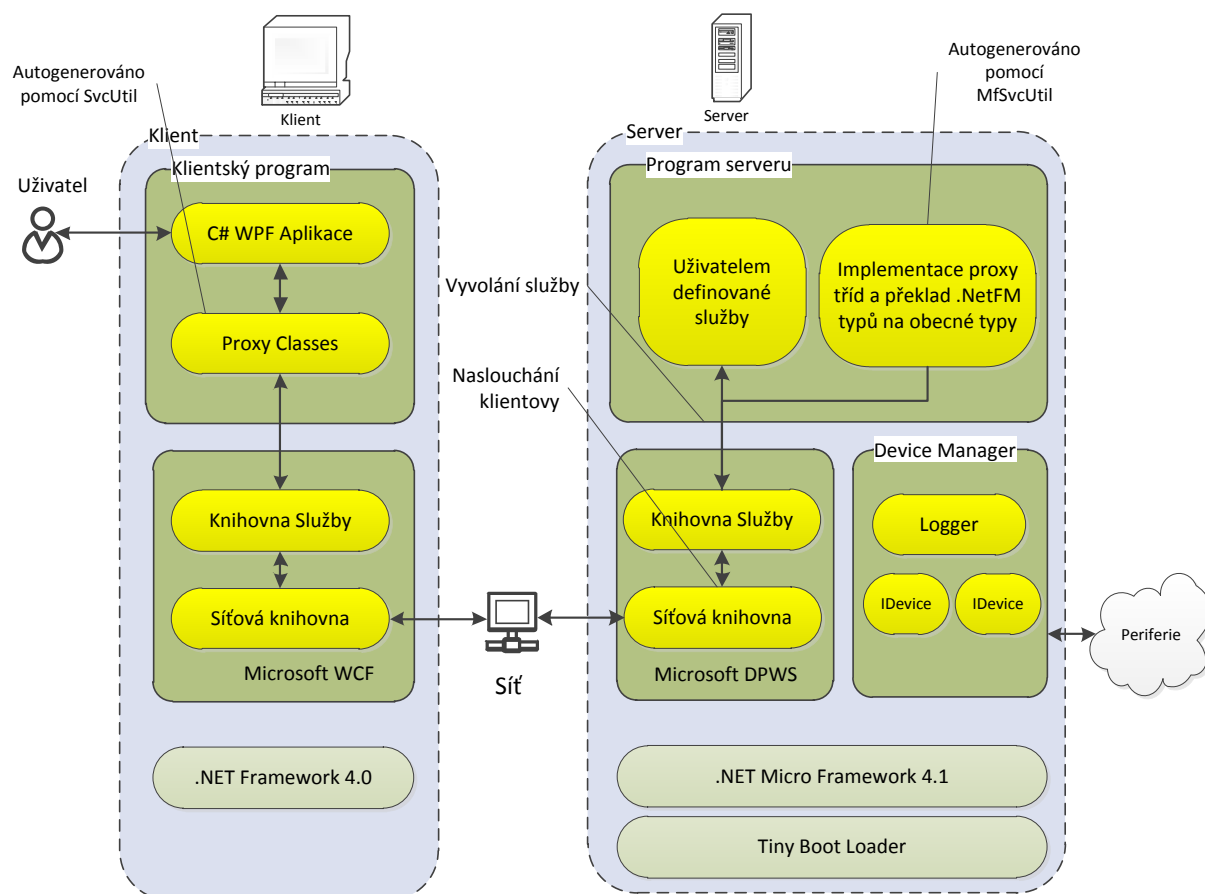 Autogenerováno
pomocí SvcUtil
Klient
Server
Autogenerováno
pomocí
MfSvcUtil
Klient
Klientský program
Uživatel
C# WPF Aplikace
Proxy Classes
Knihovna Služby
Síťová knihovna
Microsoft WCF
.NET Framework 4.0
Síť
Server
Program serveru
Uživatelem
definované
služby
Implementace proxy
tříd a překlad .NetFM
typů na obecné typy
Vyvolání služby
Naslouchání
klientovy
Knihovna Služby
Síťová knihovna
Microsoft DPWS
Device Manager
Logger
IDevice
IDevice
Periferie
.NET Micro Framework 4.1
Tiny Boot Loader